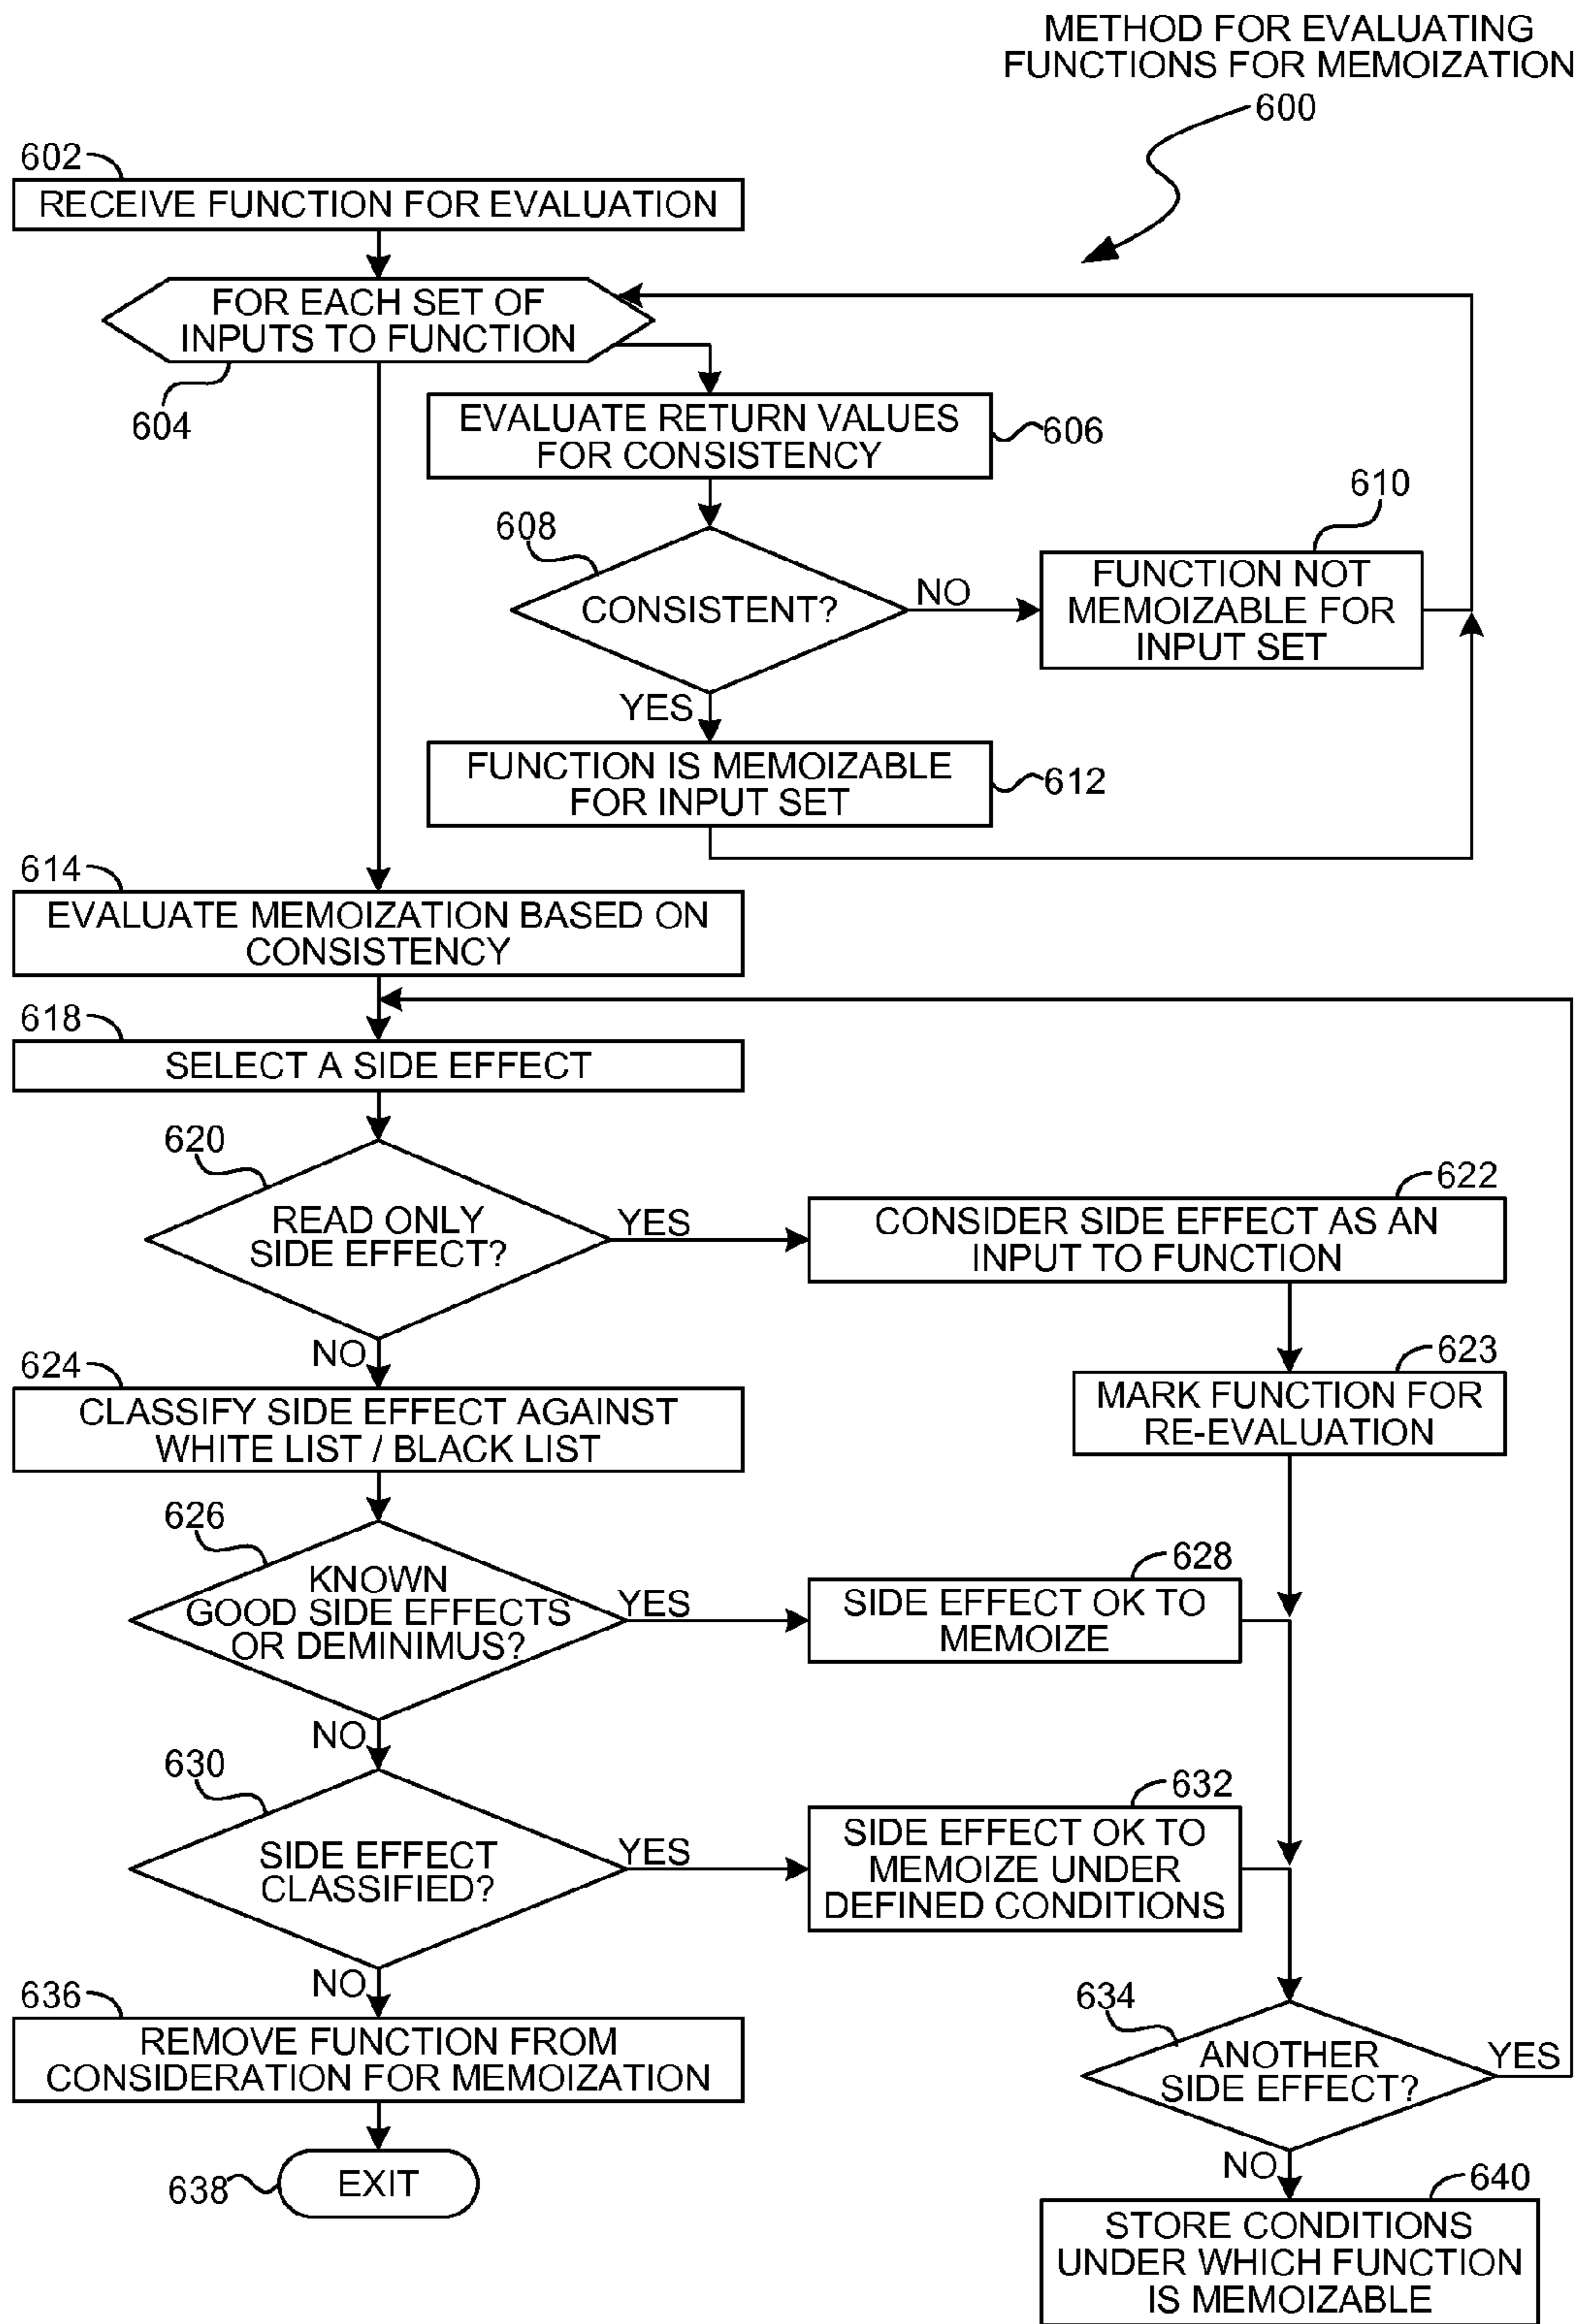 METHOD FOR EVALUATING
FUNCTIONS FOR MEMOIZATION
600
602
RECEIVE FUNCTION FOR EVALUATION
FOR EACH SET OF
INPUTS TO FUNCTION
604
EVALUATE RETURN VALUES
FOR CONSISTENCY
606
608
CONSISTENT?
NO
610
FUNCTION NOT
MEMOIZABLE FOR
INPUT SET
YES
FUNCTION IS MEMOIZABLE
FOR INPUT SET
612
614
EVALUATE MEMOIZATION BASED ON
CONSISTENCY
618
SELECT A SIDE EFFECT
620
READ ONLY
SIDE EFFECT?
YES
622
CONSIDER SIDE EFFECT AS AN
INPUT TO FUNCTION
623
MARK FUNCTION FOR
RE-EVALUATION
NO
624
CLASSIFY SIDE EFFECT AGAINST
WHITE LIST / BLACK LIST
626
KNOWN
GOOD SIDE EFFECTS
OR DEMINIMUS?
YES
628
SIDE EFFECT OK TO
MEMOIZE
NO
630
SIDE EFFECT
CLASSIFIED?
YES
632
SIDE EFFECT OK TO
MEMOIZE UNDER
DEFINED CONDITIONS
NO
636
REMOVE FUNCTION FROM
CONSIDERATION FOR MEMOIZATION
638
EXIT
634
ANOTHER
SIDE EFFECT?
YES
NO
640
STORE CONDITIONS
UNDER WHICH FUNCTION
IS MEMOIZABLE